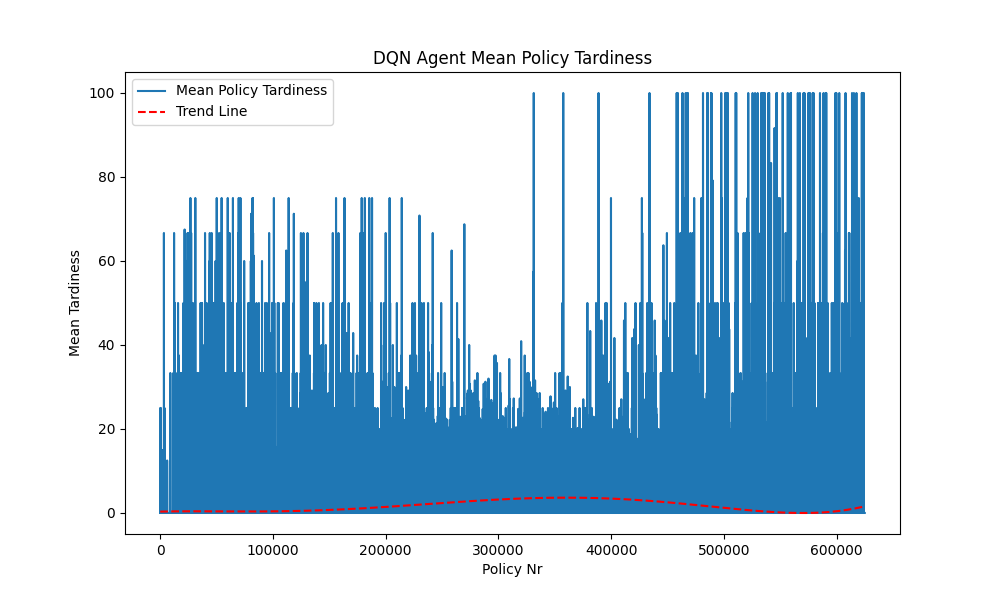 DQN Agent Mean Policy Tardiness
Mean Policy Tardiness
Trend Line
100
80
60
40
20
0
Mean Tardiness
0 100000 200000 300000 400000 500000 600000
Policy Nr